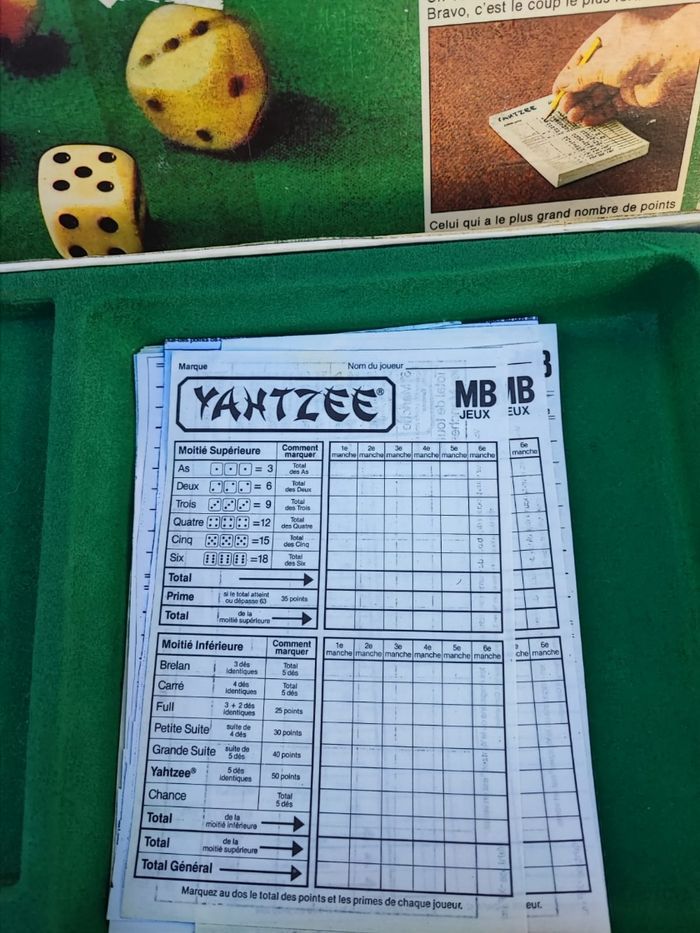 Bravo, c'est le coup le plus
YAHTZEE
Celui qui a le plus grand nombre de points
Marque Nom du joueur
YAHTZEE®
MB
JEUX
Moitié Supérieure Comment marquer 1e manche 2e manche 3e manche 4e manche 5e manche 6e manche
As = 3 Total des As
Deux = 6 Total des Deux
Trois = 9 Total des Trois
Quatre =12 Total des Quatre
Cinq =15 Total des Cinq
Six =18 Total des Six
Total
Prime si le total atteint ou dépasse 63 35 points
Total de la moitié supérieure
Moitié Inférieure Comment marquer 1e manche 2e manche 3e manche 4e manche 5e manche 6e manche
Brelan 3 dés identiques Total 5 dés
Carré 4 dés identiques Total 5 dés
Full 3 + 2 dés identiques 25 points
Petite Suite suite de 4 dés 30 points
Grande Suite suite de 5 dés 40 points
Yahtzee® 5 dés identiques 50 points
Chance Total 5 dés
Total de la moitié inférieure
Total de la moitié supérieure
Total Général
Marquez au dos le total des points et les primes de chaque joueur.
IB
EUX
6e
manche
6e
manche
eur.